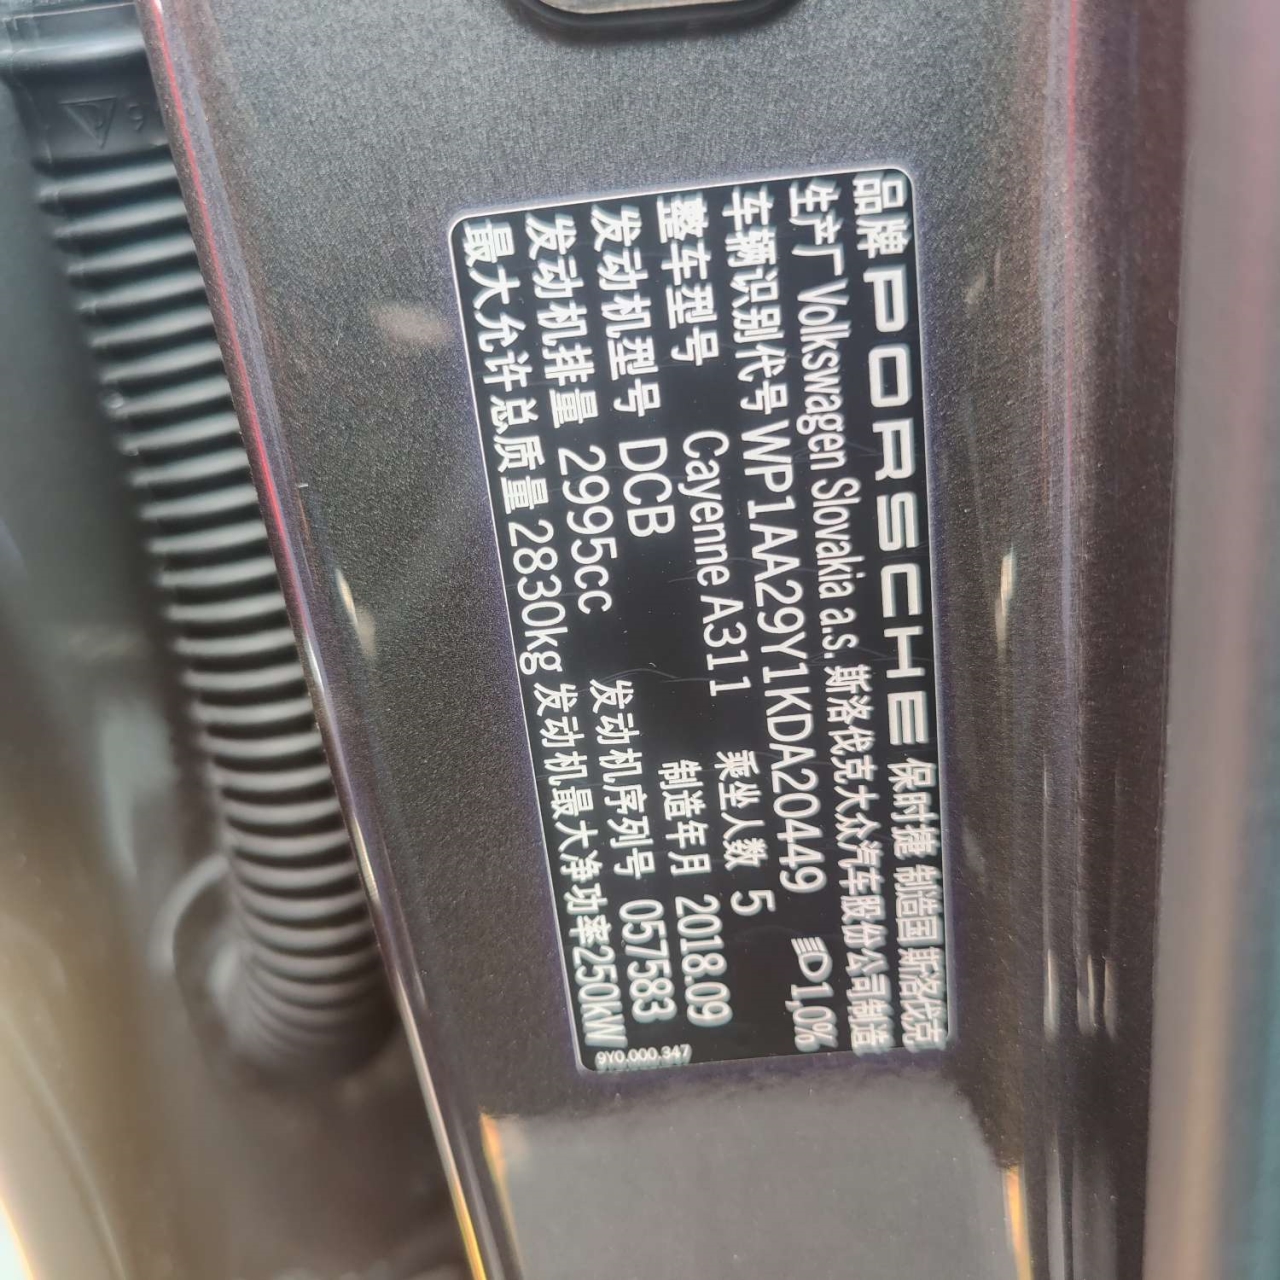 品牌 PORSCHE 保时捷 制造国 斯洛伐克
生产厂 Volkswagen Slovakia a.s. 斯洛伐克大众汽车股份公司制造
车辆识别代号 WP1AA29Y1KDA20449 1,0%
整车型号 Cayenne A311 乘坐人数 5
发动机型号 DCB 制造年月 2018.09
发动机排量 2995cc 发动机序列号 057583
最大允许总质量 2830kg 发动机最大净功率250kW
9Y0.000.347